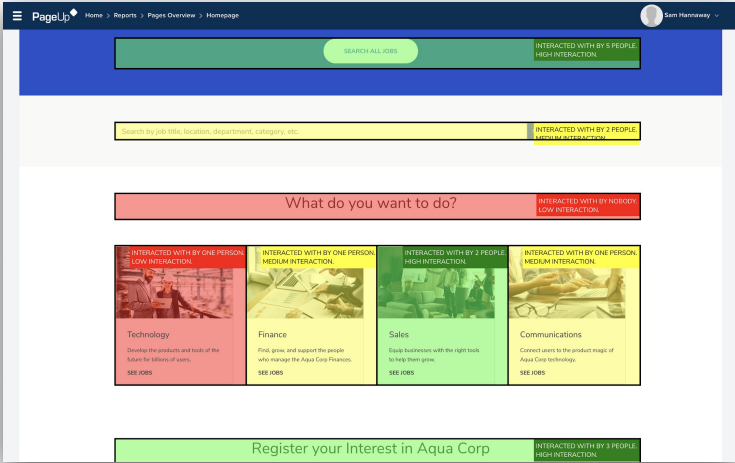 PageUp
Home > Reports > Pages Overview > Homepage
Sam Hannaway
SEARCH ALL JOBS
INTERACTED WITH BY 5 PEOPLE.
HIGH INTERACTION.
Search by job title, location, department, category, etc.
INTERACTED WITH BY 2 PEOPLE.
MEDIUM INTERACTION.
What do you want to do?
INTERACTED WITH BY NOBODY.
LOW INTERACTION.
INTERACTED WITH BY ONE PERSON.
LOW INTERACTION.
Technology
Develop the products and tools of the
future for billions of users.
SEE JOBS
INTERACTED WITH BY ONE PERSON.
MEDIUM INTERACTION.
Finance
Find, grow, and support the people
who manage the Aqua Corp Finances.
SEE JOBS
INTERACTED WITH BY 2 PEOPLE.
HIGH INTERACTION.
Sales
Equip businesses with the right tools
to help them grow.
SEE JOBS
INTERACTED WITH BY ONE PERSON.
MEDIUM INTERACTION.
Communications
Connect users to the product magic of
Aqua Corp technology.
SEE JOBS
Register your Interest in Aqua Corp
INTERACTED WITH BY 3 PEOPLE.
HIGH INTERACTION.